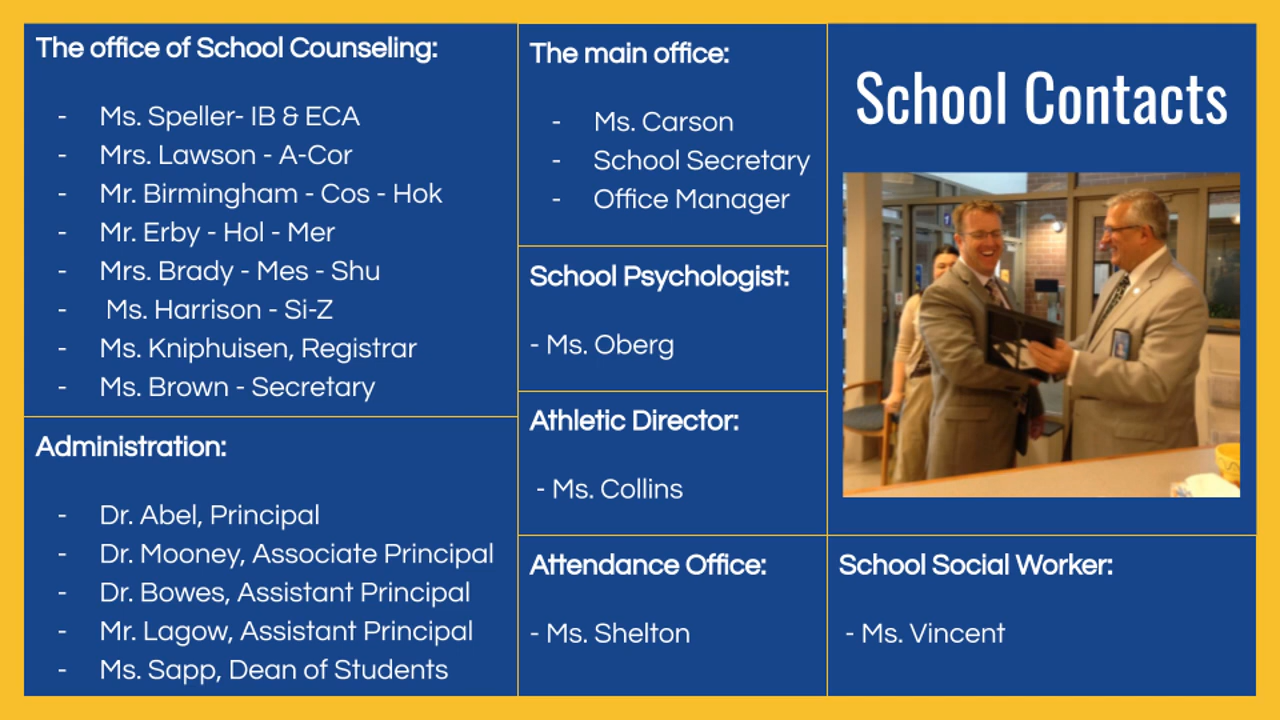 The office of School Counseling:
- Ms. Speller- IB & ECA
- Mrs. Lawson - A-Cor
- Mr. Birmingham - Cos - Hok
- Mr. Erby - Hol - Mer
- Mrs. Brady - Mes - Shu
- Ms. Harrison - Si-Z
- Ms. Kniphuisen, Registrar
- Ms. Brown - Secretary
Administration:
- Dr. Abel, Principal
- Dr. Mooney, Associate Principal
- Dr. Bowes, Assistant Principal
- Mr. Lagow, Assistant Principal
- Ms. Sapp, Dean of Students
The main office:
- Ms. Carson
- School Secretary
- Office Manager
School Psychologist:
- Ms. Oberg
Athletic Director:
- Ms. Collins
Attendance Office:
- Ms. Shelton
School Contacts
School Social Worker:
- Ms. Vincent